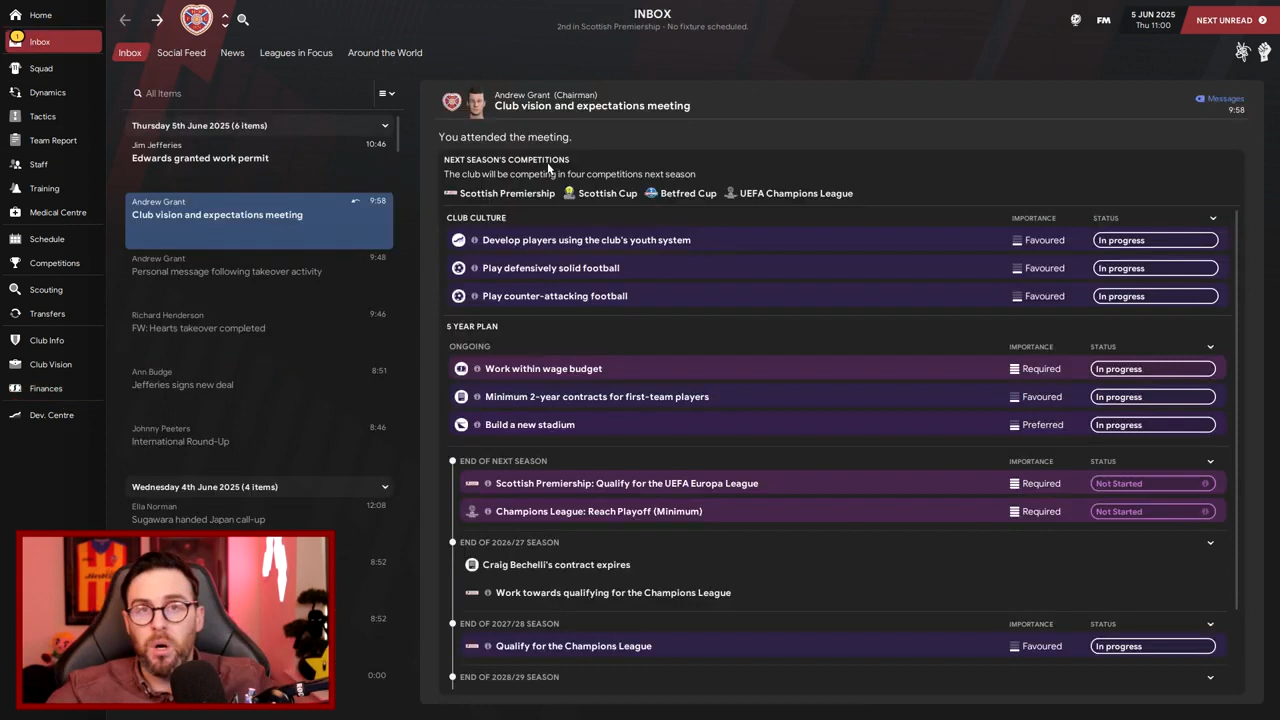 Home
Inbox
1
Squad
Dynamics
Tactics
Team Report
Staff
Training
Medical Centre
Schedule
Competitions
Scouting
Transfers
Club Info
Club Vision
Finances
Dev. Centre
INBOX
2nd in Scottish Premiership - No fixture scheduled.
FM
5 JUN 2025
Thu 11:00
NEXT UNREAD
Inbox
Social Feed
News
Leagues in Focus
Around the World
All Items
Thursday 5th June 2025 (6 items)
Jim Jefferies 10:46
Edwards granted work permit
Andrew Grant 9:58
Club vision and expectations meeting
Andrew Grant 9:48
Personal message following takeover activity
Richard Henderson 9:46
FW: Hearts takeover completed
Ann Budge 8:51
Jefferies signs new deal
Johnny Peeters 8:46
International Round-Up
Wednesday 4th June 2025 (4 items)
Ella Norman 12:08
Sugawara handed Japan call-up
8:52
8:52
0:00
Andrew Grant (Chairman)
Club vision and expectations meeting
Messages
9:58
You attended the meeting.
NEXT SEASON'S COMPETITIONS
The club will be competing in four competitions next season
Scottish Premiership Scottish Cup Betfred Cup UEFA Champions League
CLUB CULTURE IMPORTANCE STATUS
Develop players using the club's youth system Favoured In progress
Play defensively solid football Favoured In progress
Play counter-attacking football Favoured In progress
5 YEAR PLAN
ONGOING IMPORTANCE STATUS
Work within wage budget Required In progress
Minimum 2-year contracts for first-team players Favoured In progress
Build a new stadium Preferred In progress
END OF NEXT SEASON IMPORTANCE STATUS
Scottish Premiership: Qualify for the UEFA Europa League Required Not Started
Champions League: Reach Playoff (Minimum) Required Not Started
END OF 2026/27 SEASON
Craig Bechelli's contract expires
Work towards qualifying for the Champions League
END OF 2027/28 SEASON IMPORTANCE STATUS
Qualify for the Champions League Favoured In progress
END OF 2028/29 SEASON